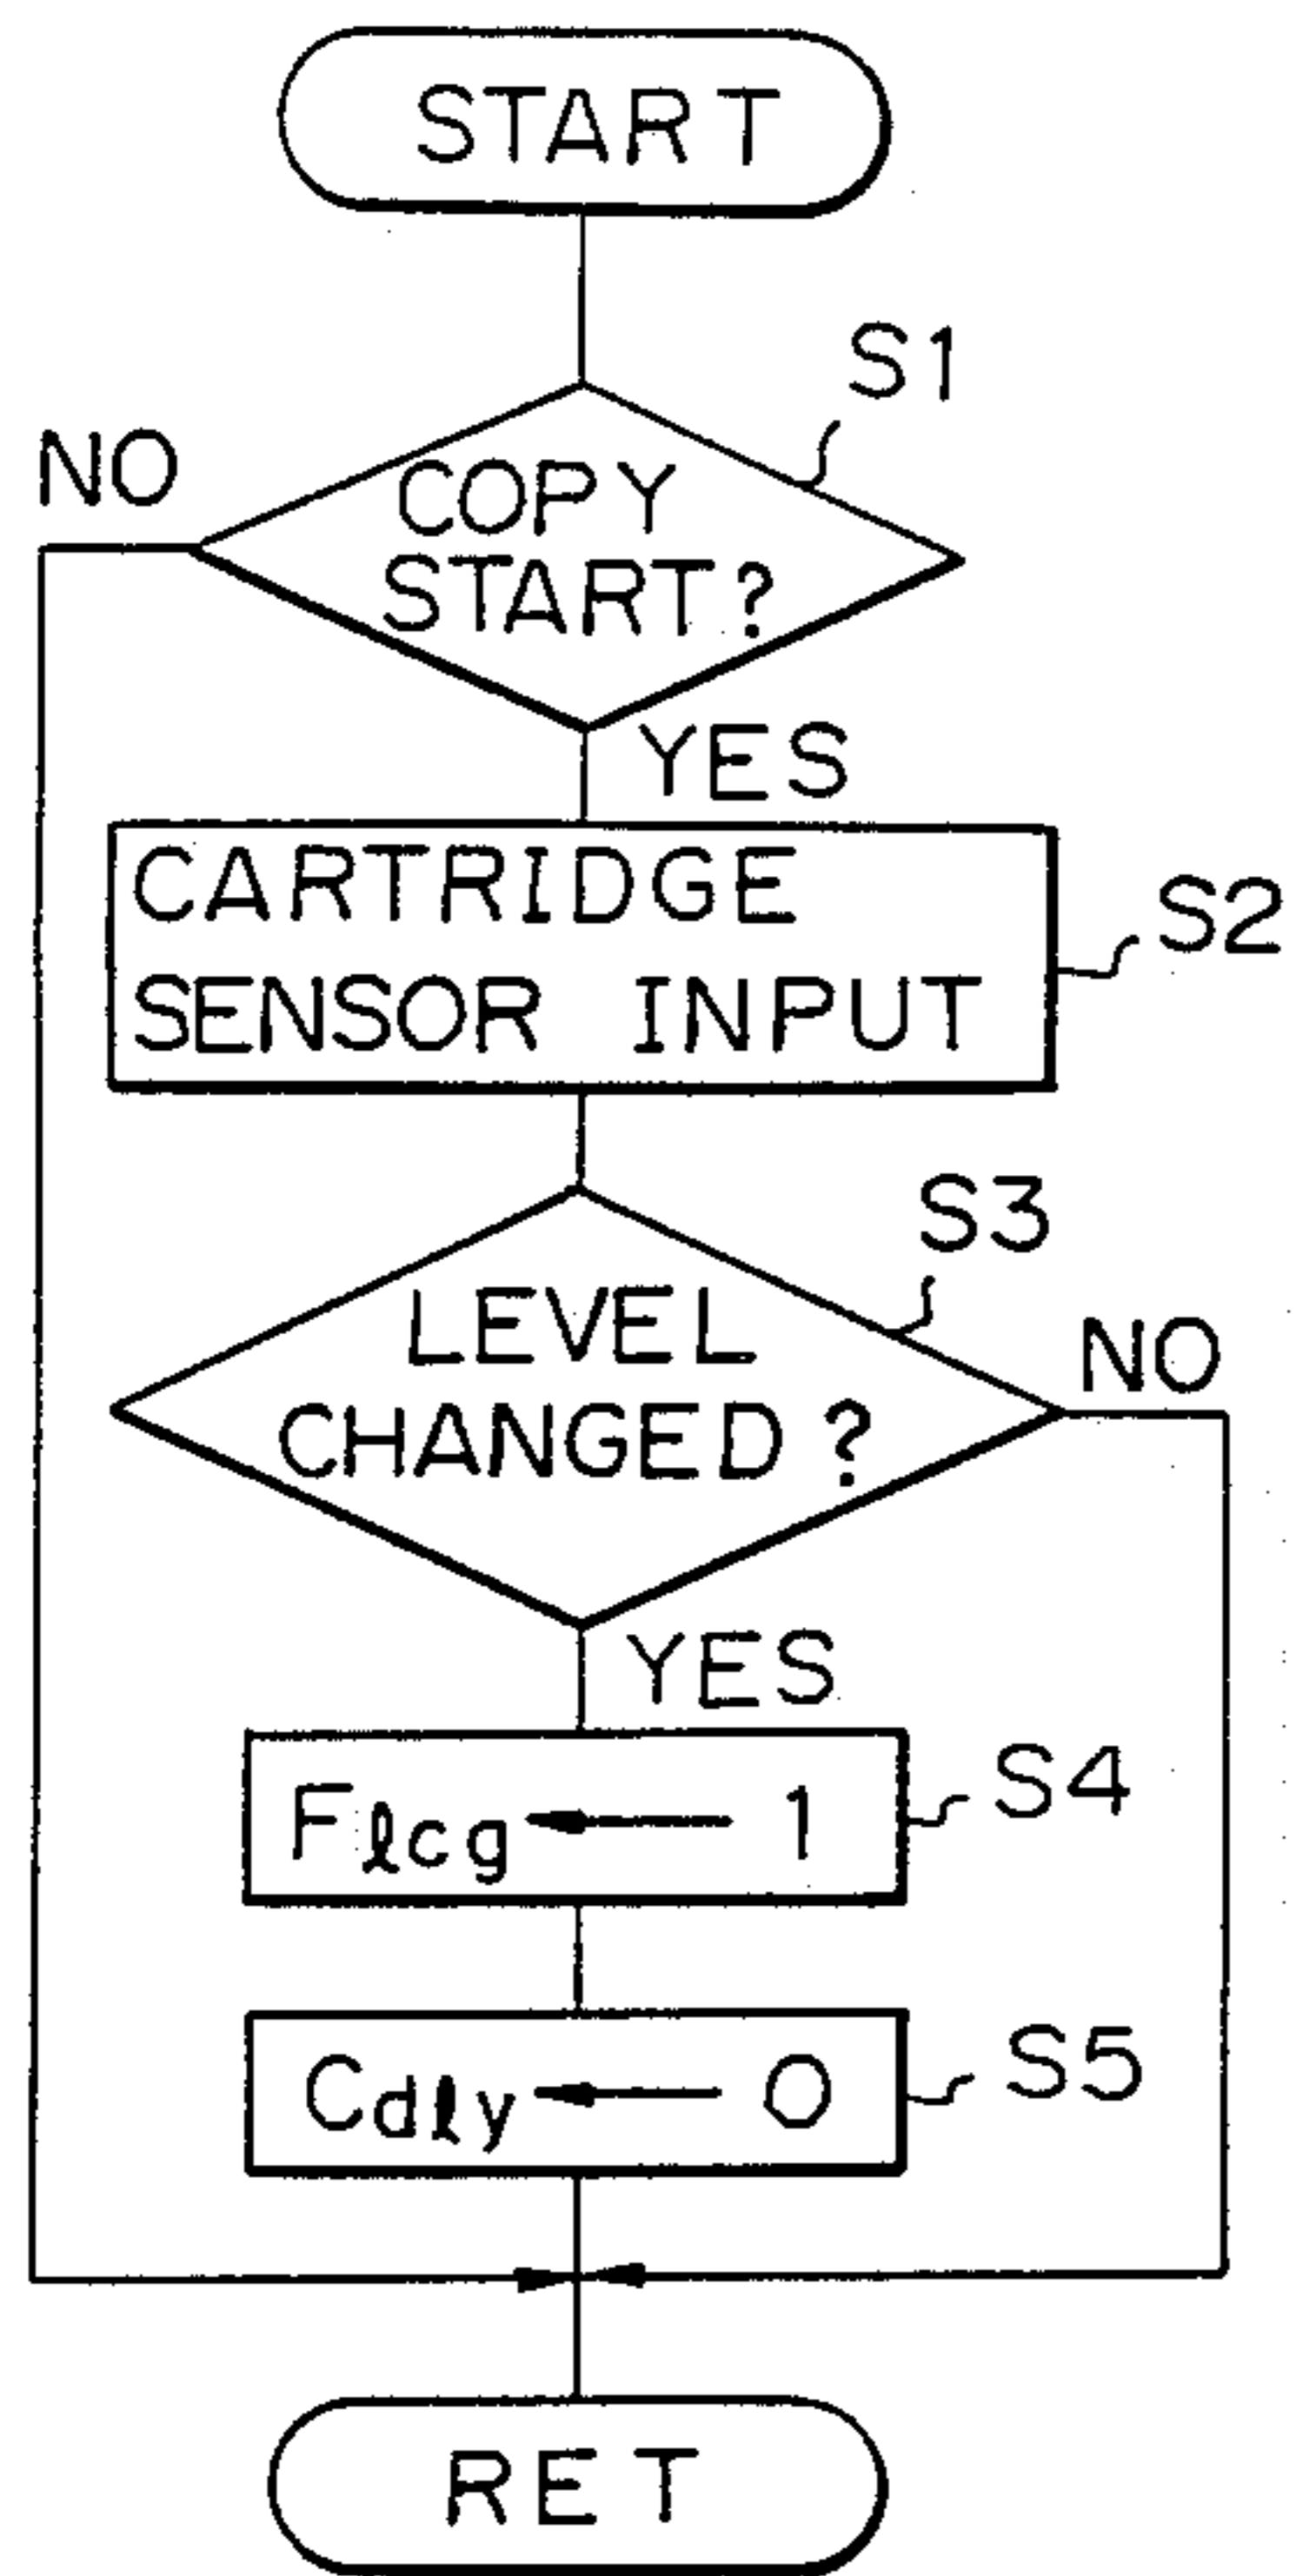 START
S1
NO
COPY
START?
YES
CARTRIDGE
SENSOR INPUT
S2
S3
LEVEL
CHANGED?
NO
YES
Flcg ← 1
S4
Cdly ← 0
S5
RET